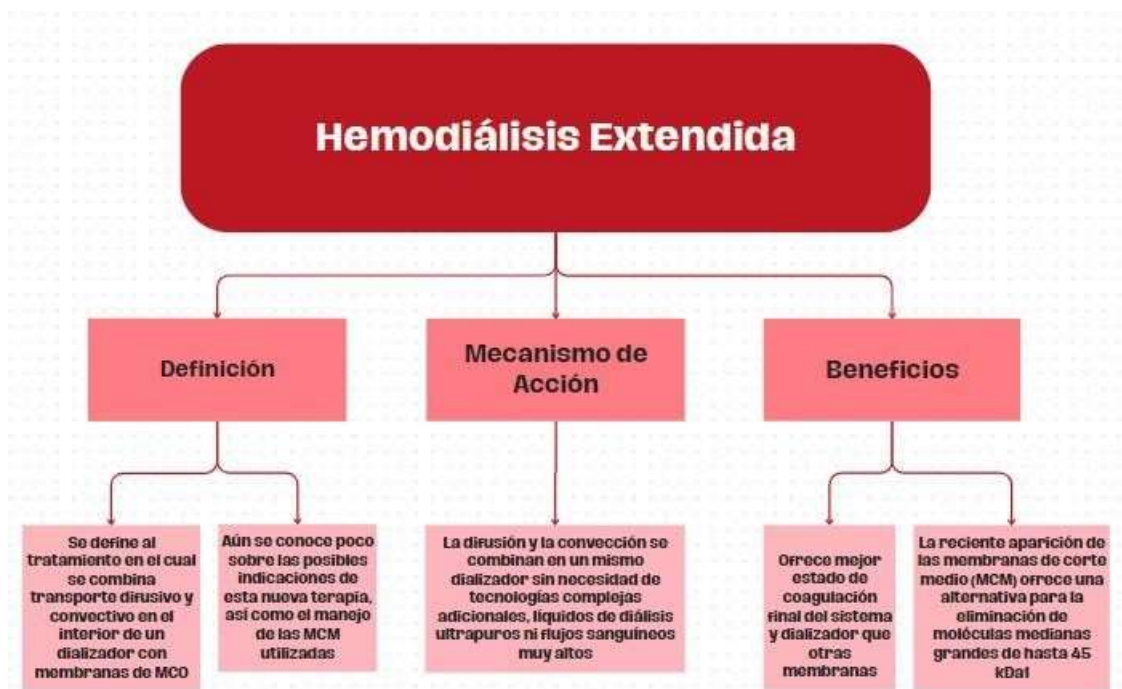 Hemodiálisis Extendida
Definición
Mecanismo de
Acción
Beneficios
Se define al
tratamiento en el cual
se combina
transporte difusivo y
convectivo en el
interior de un
dializador con
membranas de MCO
Aún se conoce poco
sobre las posibles
indicaciones de
esta nueva terapia,
así como el manejo
de las MCM
utilizadas
La difusión y la convección se
combinan en un mismo
dializador sin necesidad de
tecnologías complejas
adicionales, líquidos de diálisis
ultrapuros ni flujos sanguíneos
muy altos
Ofrece mejor
estado de
coagulación
final del sistema
y dializador que
otras
membranas
La reciente aparición de
las membranas de corte
medio (MCM) ofrece una
alternativa para la
eliminación de
moléculas medianas
grandes de hasta 45
kDa1